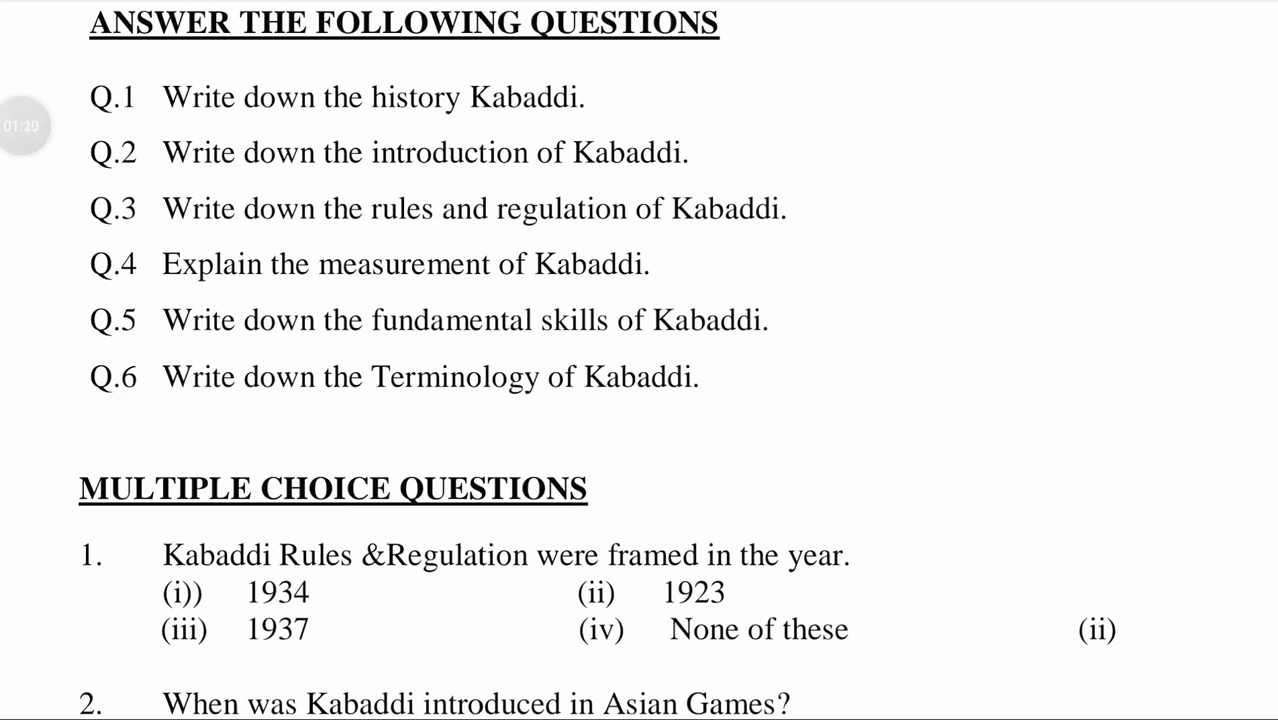 ANSWER THE FOLLOWING QUESTIONS
Q.1 Write down the history Kabaddi.
01:29
Q.2 Write down the introduction of Kabaddi.
Q.3 Write down the rules and regulation of Kabaddi.
Q.4 Explain the measurement of Kabaddi.
Q.5 Write down the fundamental skills of Kabaddi.
Q.6 Write down the Terminology of Kabaddi.
MULTIPLE CHOICE QUESTIONS
1. Kabaddi Rules &Regulation were framed in the year.
(i)) 1934 (ii) 1923
(iii) 1937 (iv) None of these (ii)
2. When was Kabaddi introduced in Asian Games?